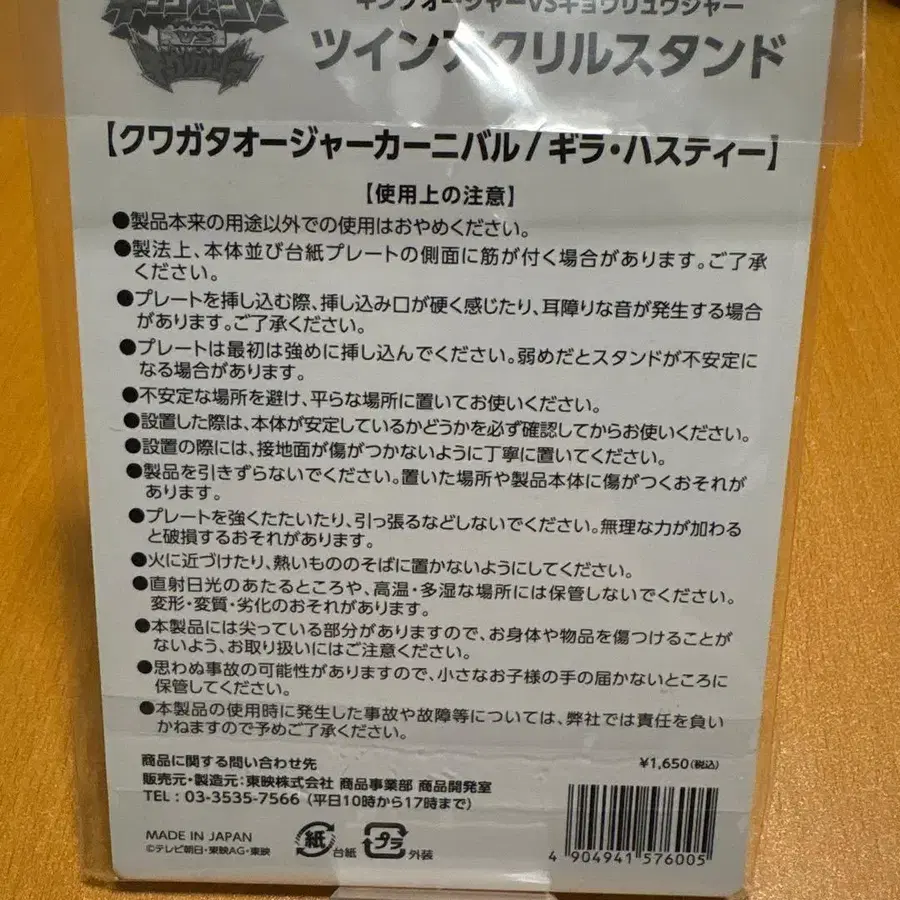 キングオージャー
VS
キョウリュウジャー
キングオージャーVSキョウリュウジャー
ツインアクリルスタンド
【クワガタオージャーカーニバル/ギラ・ハスティー】
【使用上の注意】
●製品本来の用途以外での使用はおやめください。
●製法上、本体並び台紙プレートの側面に筋が付く場合があります。ご了承
ください。
●プレートを挿し込む際、挿し込み口が硬く感じたり、耳障りな音が発生する場合
があります。ご了承ください。
●プレートは最初は強めに挿し込んでください。弱めだとスタンドが不安定に
なる場合があります。
●不安定な場所を避け、平らな場所に置いてお使いください。
●設置した際は、本体が安定しているかどうかを必ず確認してからお使いください。
●設置の際には、接地面が傷がつかないように丁寧に置いてください。
●製品を引きずらないでください。置いた場所や製品本体に傷がつくおそれが
あります。
●プレートを強くたたいたり、引っ張るなどしないでください。無理な力が加わる
と破損するおそれがあります。
●火に近づけたり、熱いもののそばに置かないようにしてください。
●直射日光のあたるところや、高温・多湿な場所には保管しないでください。
変形・変質・劣化のおそれがあります。
●本製品には尖っている部分がありますので、お身体や物品を傷つけることが
ないよう、お取り扱いにはご注意ください。
●思わぬ事故の可能性がありますので、小さなお子様の手の届かないところに
保管してください。
●本製品の使用時に発生した事故や故障等については、弊社では責任を負い
かねますので予めご了承ください。
商品に関する問い合わせ先
販売元・製造元:東映株式会社 商品事業部 商品開発室
TEL:03-3535-7566(平日10時から17時まで)
¥1,650(税込)
MADE IN JAPAN
©テレビ朝日・東映AG・東映
紙 台紙
プラ 外装
4 904941 576005